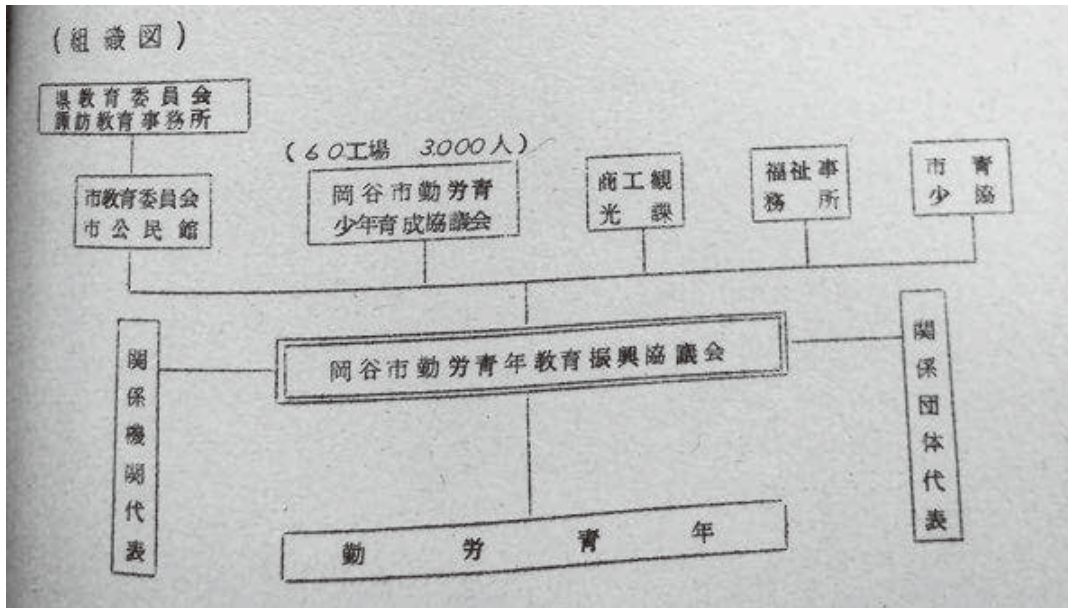 (組織図)
県教育委員会
諏訪教育事務所
(60工場 3.000人)
市教育委員会
市公民館
岡谷市勤労青
少年育成協議会
商工観
光課
福祉事
務所
市青
少協
関係機関代表
岡谷市勤労青年教育振興協議会
関係団体代表
勤労青年